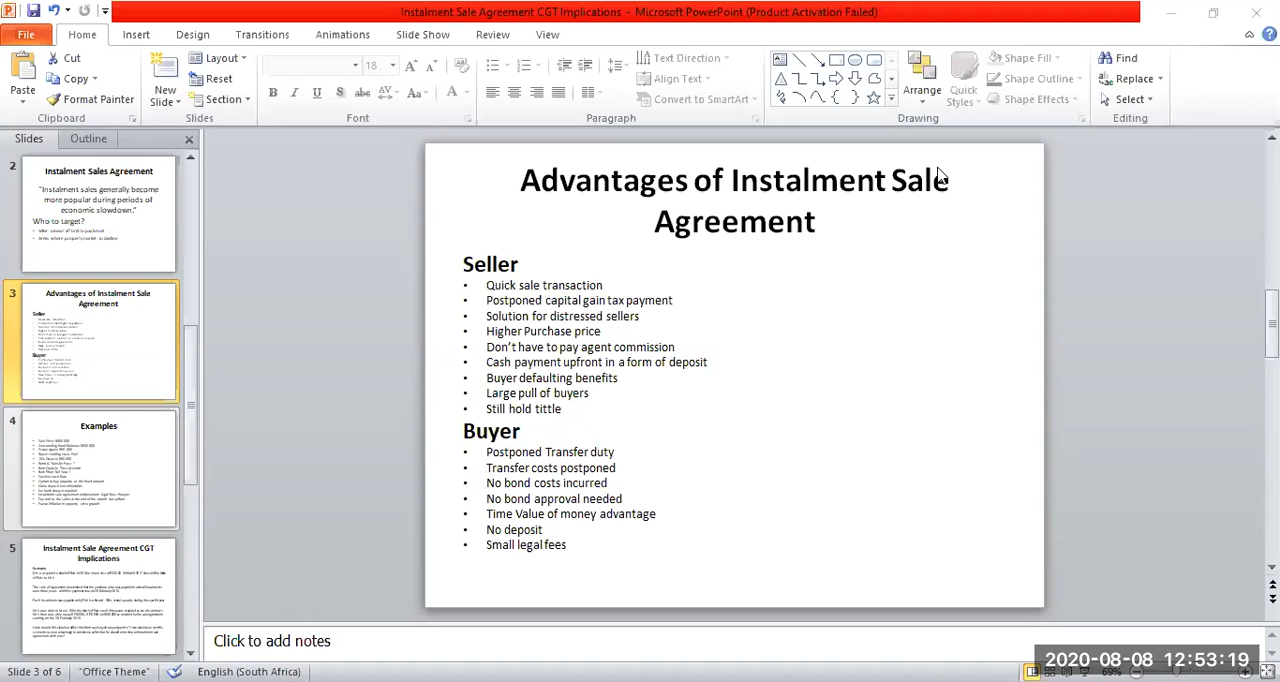 Instalment Sale Agreement CGT Implications - Microsoft PowerPoint (Product Activation Failed)
File Home Insert Design Transitions Animations Slide Show Review View
Cut
Copy
Format Painter
Paste
Clipboard
New Slide
Layout
Reset
Section
Slides
18
Font
Text Direction
Align Text
Convert to SmartArt
Paragraph
Arrange
Quick Styles
Shape Fill
Shape Outline
Shape Effects
Drawing
Find
Replace
Select
Editing
Slides Outline
2
Instalment Sales Agreement
"Instalment sales generally become
more popular during periods of
economic slowdown."
Who to target?
3
Advantages of Instalment Sale
Agreement
Seller
Buyer
4
Examples
5
Instalment Sale Agreement CGT
Implications
Advantages of Instalment Sale
Agreement
Seller
• Quick sale transaction
• Postponed capital gain tax payment
• Solution for distressed sellers
• Higher Purchase price
• Don't have to pay agent commission
• Cash payment upfront in a form of deposit
• Buyer defaulting benefits
• Large pull of buyers
• Still hold tittle
Buyer
• Postponed Transfer duty
• Transfer costs postponed
• No bond costs incurred
• No bond approval needed
• Time Value of money advantage
• No deposit
• Small legal fees
Click to add notes
Slide 3 of 6 "Office Theme" English (South Africa) 69%
2020-08-08 12:53:19